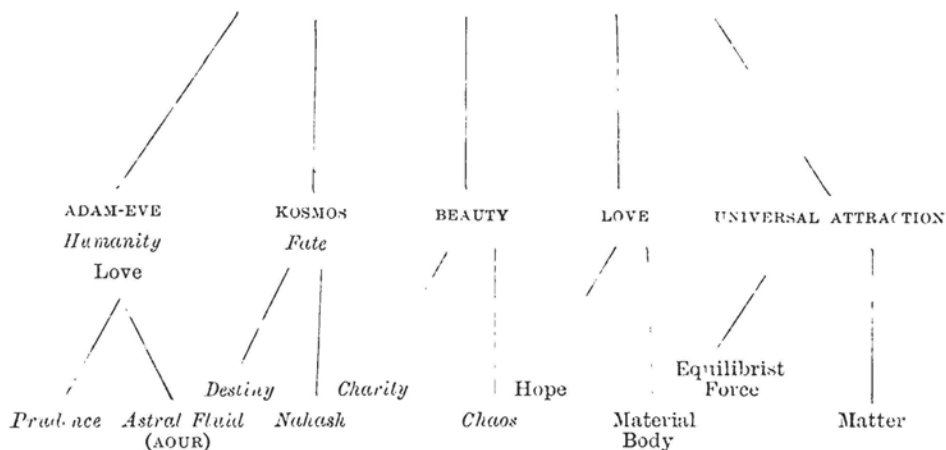 ADAM-EVE KOSMOS BEAUTY LOVE UNIVERSAL ATTRACTION
Humanity Fate
Love
Equilibrist
Destiny Charity Hope Force
Prudence Astral Fluid Nahash Chaos Material Matter
(AOUR) Body